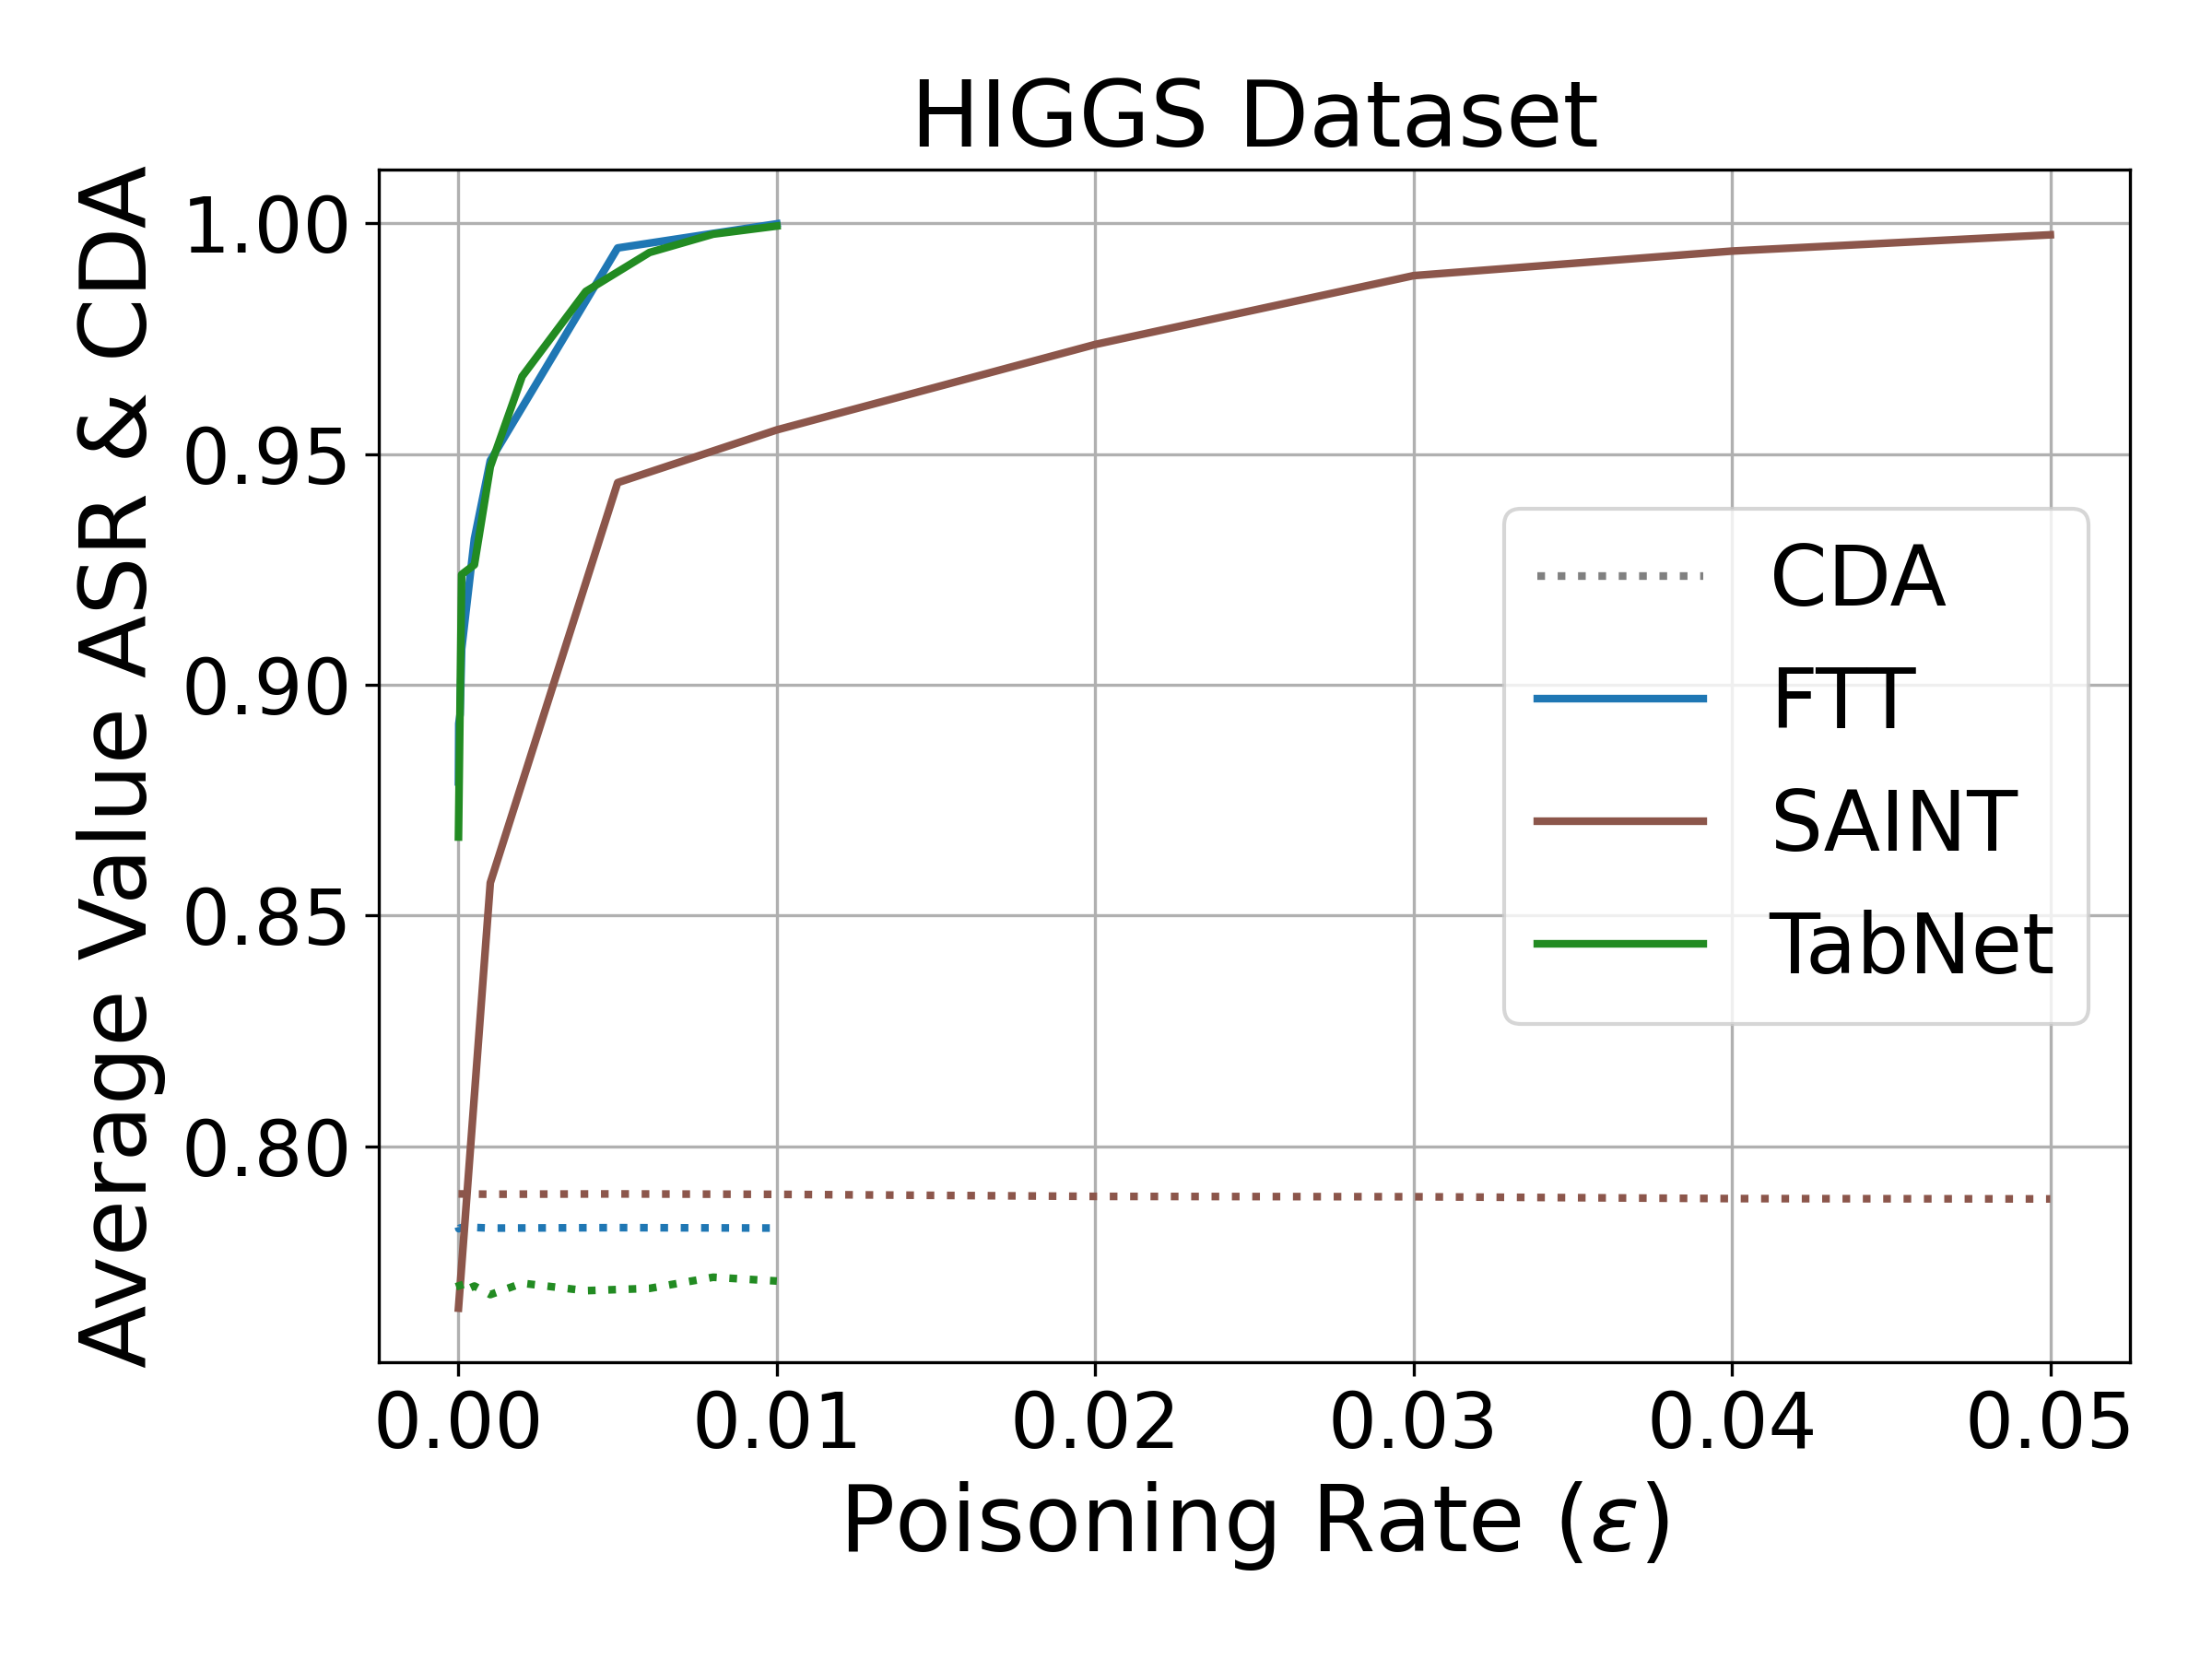 HIGGS Dataset
Average Value ASR & CDA
1.00
0.95
0.90
0.85
0.80
CDA
FTT
SAINT
TabNet
0.00 0.01 0.02 0.03 0.04 0.05
Poisoning Rate (ε)